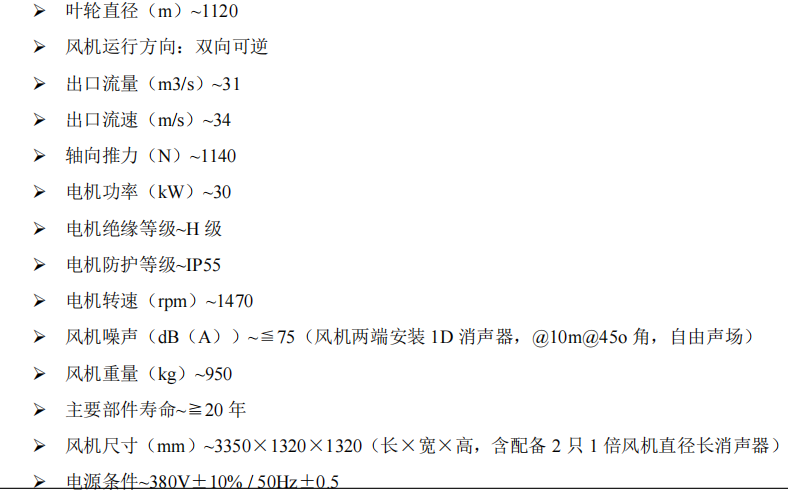 ➢ 叶轮直径（m）~1120
➢ 风机运行方向：双向可逆
➢ 出口流量（m3/s）~31
➢ 出口流速（m/s）~34
➢ 轴向推力（N）~1140
➢ 电机功率（kW）~30
➢ 电机绝缘等级~H 级
➢ 电机防护等级~IP55
➢ 电机转速（rpm）~1470
➢ 风机噪声（dB（A））~≦75（风机两端安装 1D 消声器，@10m@45o 角，自由声场）
➢ 风机重量（kg）~950
➢ 主要部件寿命~≧20 年
➢ 风机尺寸（mm）~3350×1320×1320（长×宽×高，含配备 2 只 1 倍风机直径长消声器）
➢ 电源条件~380V±10% / 50Hz±0.5